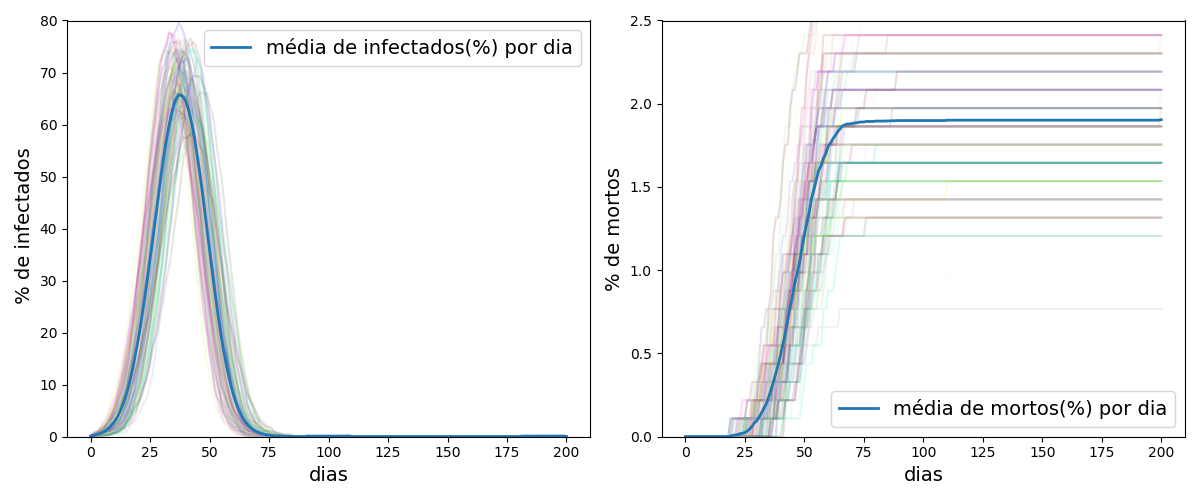 média de infectados(%) por dia
% de infectados
80
70
60
50
40
30
20
10
0
0 25 50 75 100 125 150 175 200
dias
média de mortos(%) por dia
% de mortos
2.5
2.0
1.5
1.0
0.5
0.0
0 25 50 75 100 125 150 175 200
dias